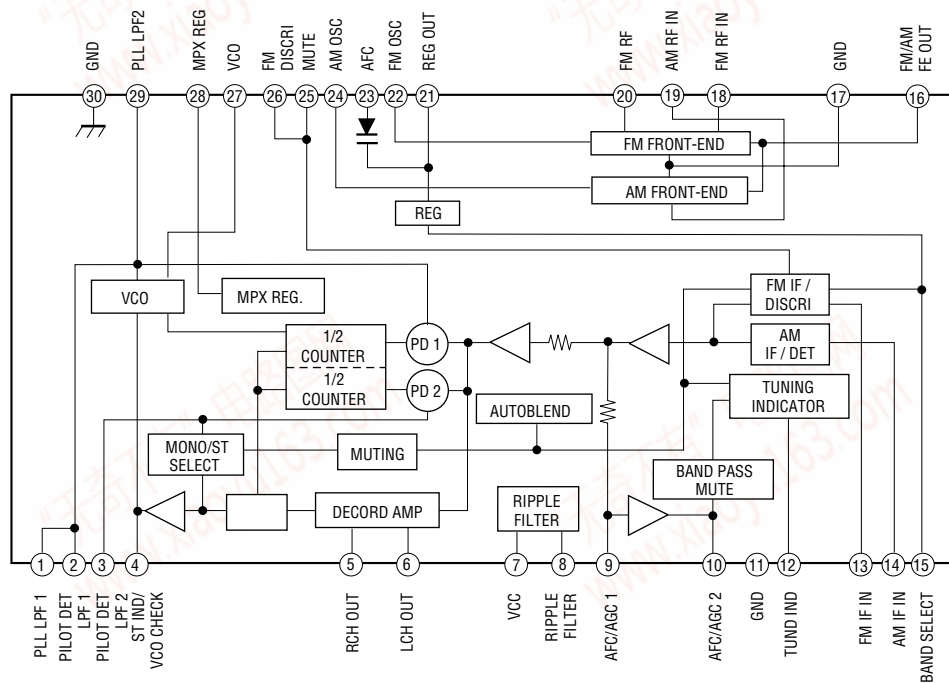 GND
PLL LPF2
MPX REG
VCO
FM
DISCRI
MUTE
AM OSC
AFC
FM OSC
REG OUT
FM RF
AM RF IN
FM RF IN
GND
FM/AM
FE OUT
30
29
28
27
26
25
24
23
22
21
20
19
18
17
16
FM FRONT-END
AM FRONT-END
REG
VCO
MPX REG.
FM IF /
DISCRI
1/2
COUNTER
PD 1
AM
IF / DET
1/2
COUNTER
PD 2
AUTOBLEND
TUNING
INDICATOR
MONO/ST
SELECT
MUTING
BAND PASS
MUTE
DECORD AMP
RIPPLE
FILTER
1
2
3
4
5
6
7
8
9
10
11
12
13
14
15
PLL LPF 1
PILOT DET
LPF 1
PILOT DET
LPF 2
ST IND/
VCO CHECK
RCH OUT
LCH OUT
VCC
RIPPLE
FILTER
AFC/AGC 1
AFC/AGC 2
GND
TUND IND
FM IF IN
AM IF IN
BAND SELECT